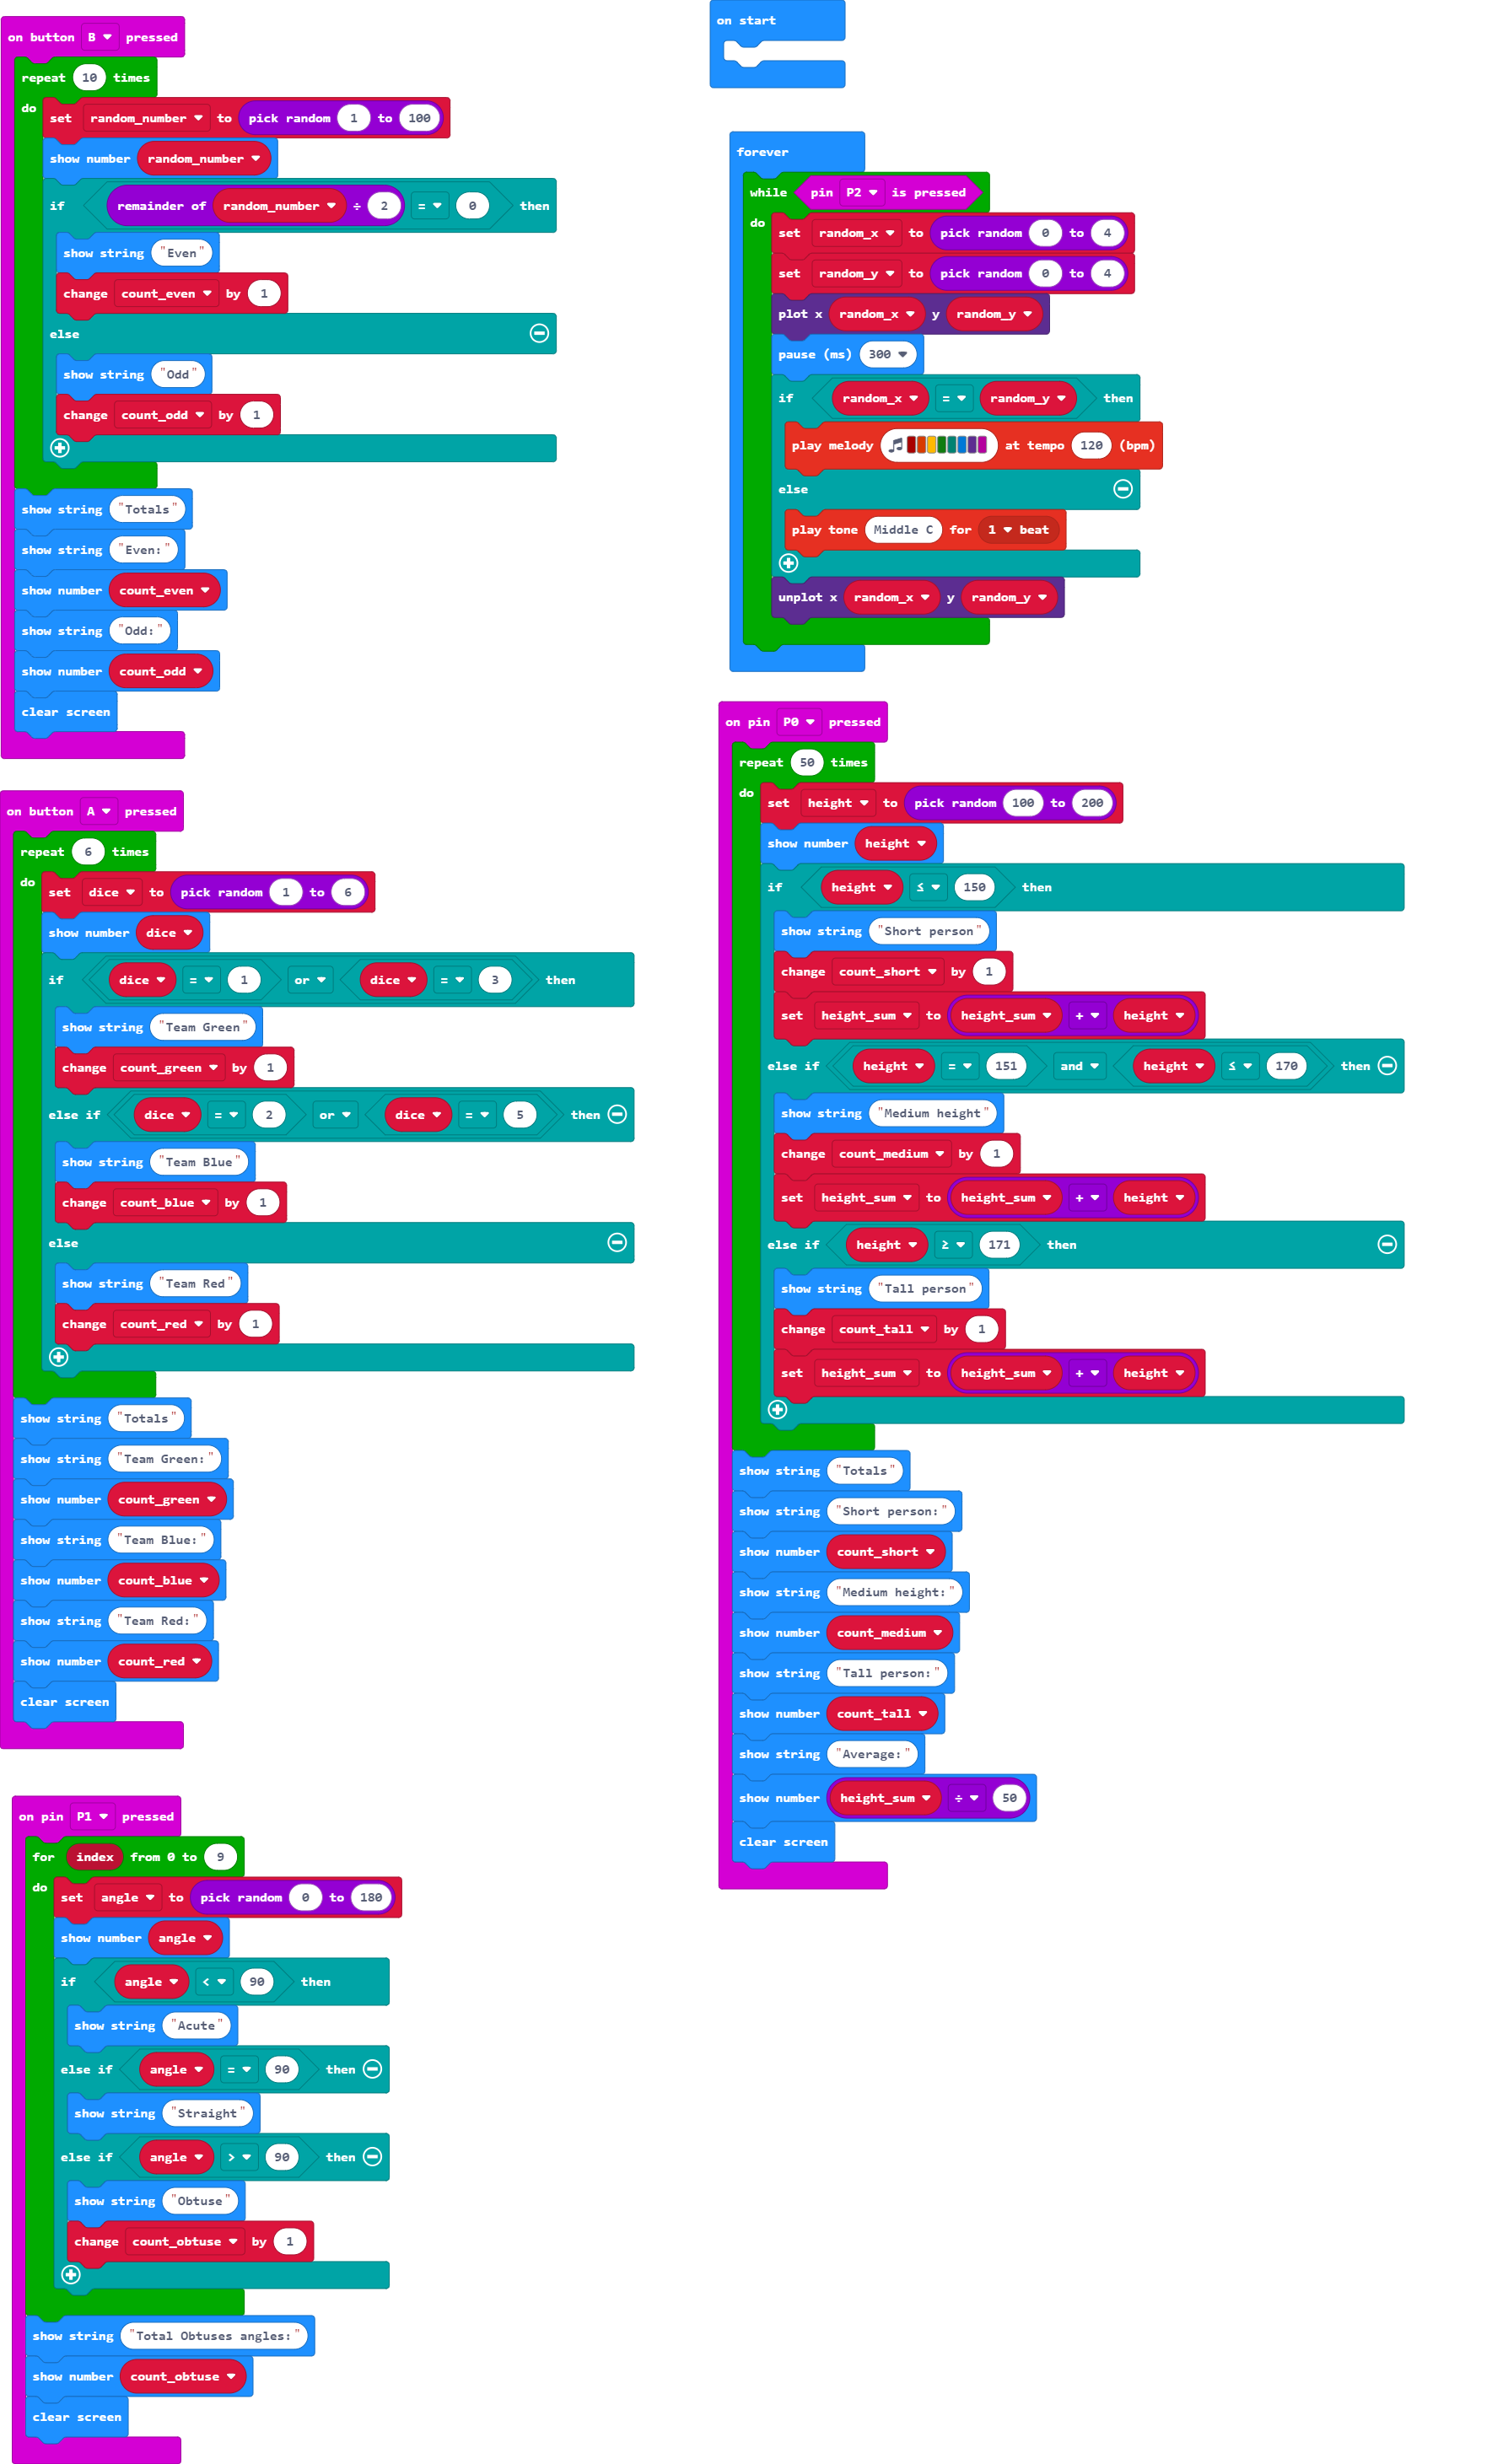 on button B pressed
repeat 10 times
do set random_number to pick random 1 to 100
show number random_number
if remainder of random_number ÷ 2 = 0 then
show string "Even"
change count_even by 1
else
show string "Odd"
change count_odd by 1
show string "Totals"
show string "Even:"
show number count_even
show string "Odd:"
show number count_odd
clear screen
on button A pressed
repeat 6 times
do set dice to pick random 1 to 6
show number dice
if dice = 1 or dice = 3 then
show string "Team Green"
change count_green by 1
else if dice = 2 or dice = 5 then
show string "Team Blue"
change count_blue by 1
else
show string "Team Red"
change count_red by 1
show string "Totals"
show string "Team Green:"
show number count_green
show string "Team Blue:"
show number count_blue
show string "Team Red:"
show number count_red
clear screen
on pin P1 pressed
for index from 0 to 9
do set angle to pick random 0 to 180
show number angle
if angle < 90 then
show string "Acute"
else if angle = 90 then
show string "Straight"
else if angle > 90 then
show string "Obtuse"
change count_obtuse by 1
show string "Total Obtuses angles:"
show number count_obtuse
clear screen
on start
forever
while pin P2 is pressed
do set random_x to pick random 0 to 4
set random_y to pick random 0 to 4
plot x random_x y random_y
pause (ms) 300
if random_x = random_y then
play melody at tempo 120 (bpm)
else
play tone Middle C for 1 beat
unplot x random_x y random_y
on pin P0 pressed
repeat 50 times
do set height to pick random 100 to 200
show number height
if height ≤ 150 then
show string "Short person"
change count_short by 1
set height_sum to height_sum + height
else if height = 151 and height ≤ 170 then
show string "Medium height"
change count_medium by 1
set height_sum to height_sum + height
else if height ≥ 171 then
show string "Tall person"
change count_tall by 1
set height_sum to height_sum + height
show string "Totals"
show string "Short person:"
show number count_short
show string "Medium height:"
show number count_medium
show string "Tall person:"
show number count_tall
show string "Average:"
show number height_sum ÷ 50
clear screen